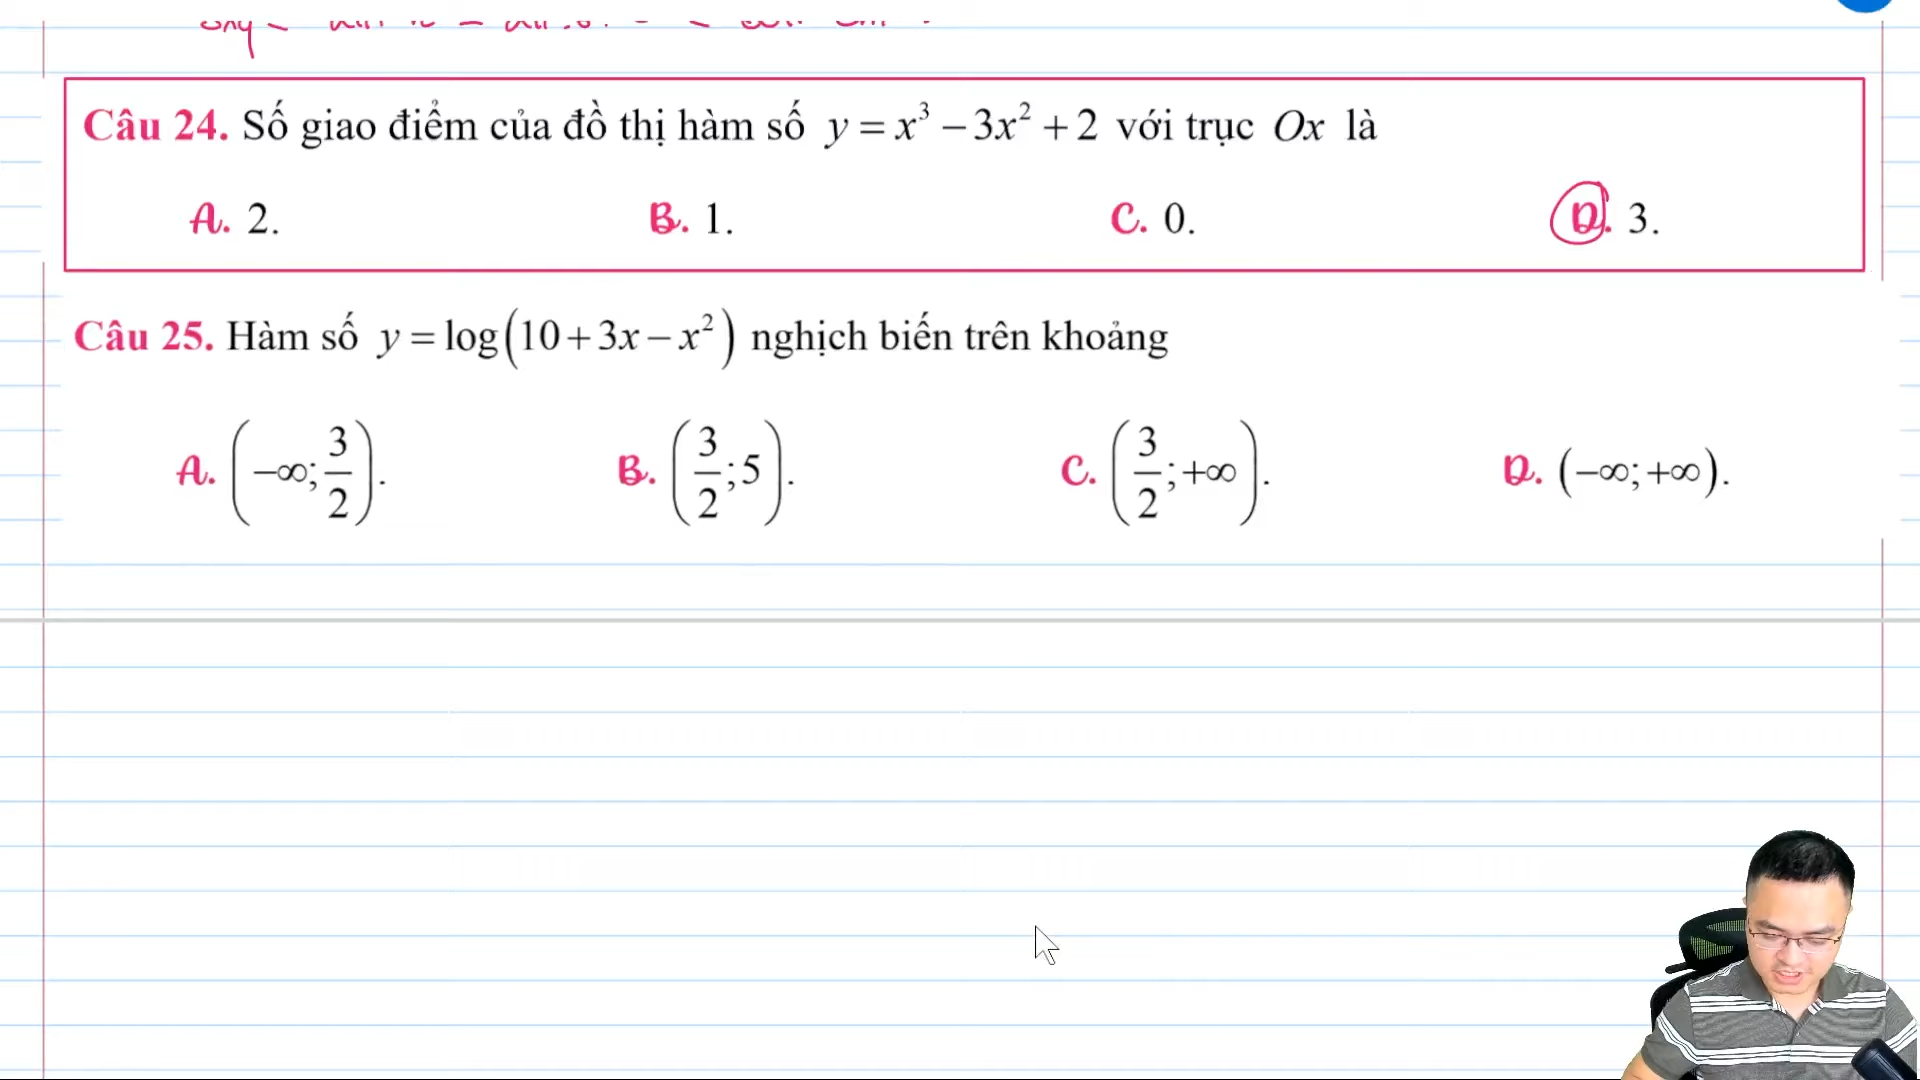 Câu 24. Số giao điểm của đồ thị hàm số y = x³ − 3x² + 2 với trục Ox là
A. 2. B. 1. C. 0. D. 3.
Câu 25. Hàm số y = log(10 + 3x − x²) nghịch biến trên khoảng
A. (−∞; 3/2). B. (3/2; 5). C. (3/2; +∞). D. (−∞; +∞).